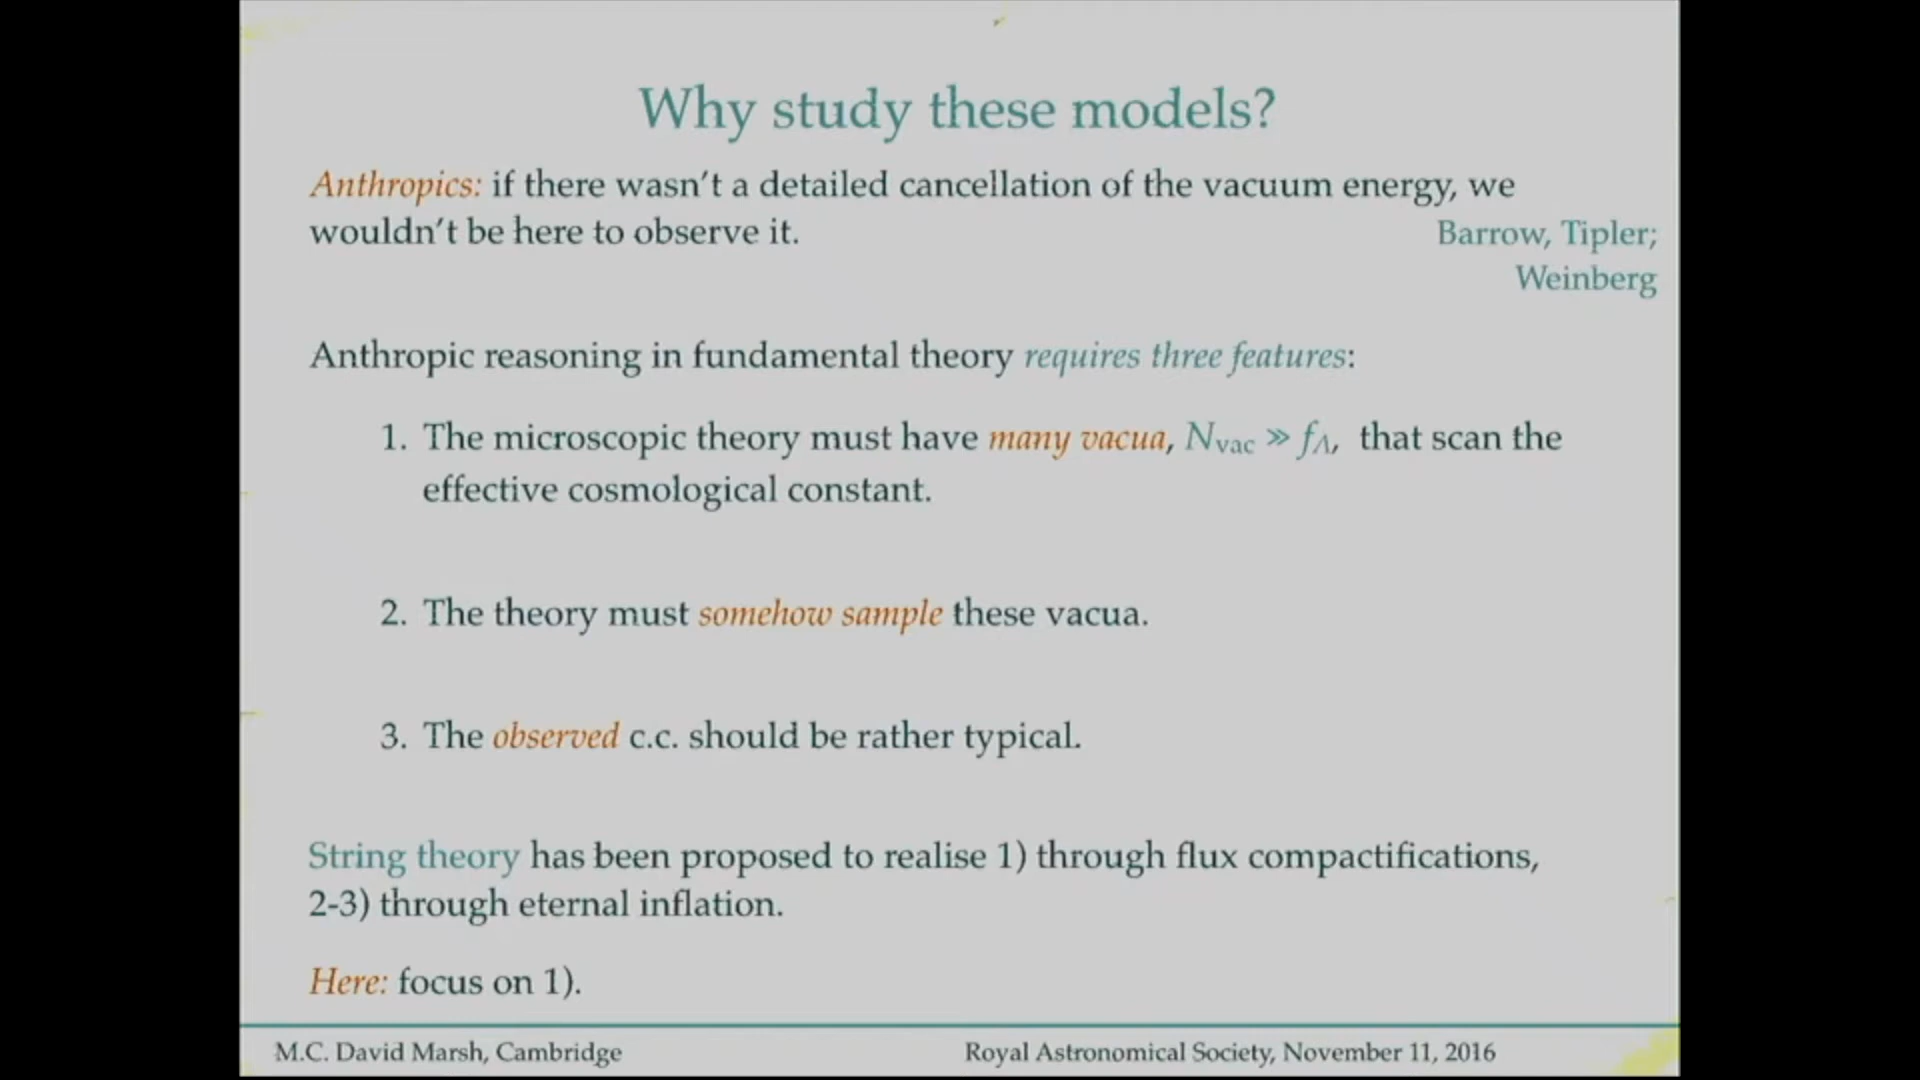 Why study these models?
Anthropics: if there wasn't a detailed cancellation of the vacuum energy, we
wouldn't be here to observe it.
Barrow, Tipler;
Weinberg
Anthropic reasoning in fundamental theory requires three features:
1. The microscopic theory must have many vacua, Nvac ≫ fΛ, that scan the
effective cosmological constant.
2. The theory must somehow sample these vacua.
3. The observed c.c. should be rather typical.
String theory has been proposed to realise 1) through flux compactifications,
2-3) through eternal inflation.
Here: focus on 1).
M.C. David Marsh, Cambridge
Royal Astronomical Society, November 11, 2016